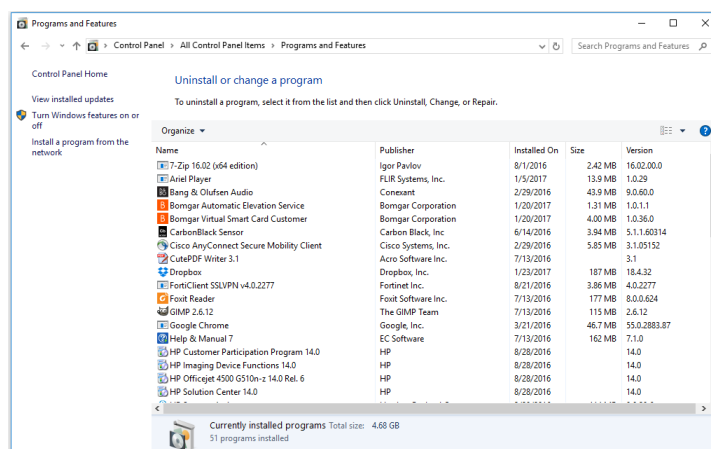 Programs and Features
Control Panel > All Control Panel Items > Programs and Features
Search Programs and Features
Control Panel Home
View installed updates
Turn Windows features on or
off
Install a program from the
network
Uninstall or change a program
To uninstall a program, select it from the list and then click Uninstall, Change, or Repair.
Organize
Name Publisher Installed On Size Version
7-Zip 16.02 (x64 edition) Igor Pavlov 8/1/2016 2.42 MB 16.02.00.0
Ariel Player FLIR Systems, Inc. 1/5/2017 13.9 MB 1.0.29
Bang & Olufsen Audio Conexant 2/29/2016 43.9 MB 9.0.60.0
Bomgar Automatic Elevation Service Bomgar Corporation 1/20/2017 1.31 MB 1.0.1.1
Bomgar Virtual Smart Card Customer Bomgar Corporation 1/20/2017 4.00 MB 1.0.36.0
CarbonBlack Sensor Carbon Black, Inc 6/14/2016 3.94 MB 5.1.1.60314
Cisco AnyConnect Secure Mobility Client Cisco Systems, Inc. 2/29/2016 5.85 MB 3.1.05152
CutePDF Writer 3.1 Acro Software Inc. 7/13/2016 3.1
Dropbox Dropbox, Inc. 1/23/2017 187 MB 18.4.32
FortiClient SSLVPN v4.0.2277 Fortinet Inc. 8/21/2016 3.86 MB 4.0.2277
Foxit Reader Foxit Software Inc. 7/13/2016 177 MB 8.0.0.624
GIMP 2.6.12 The GIMP Team 7/13/2016 115 MB 2.6.12
Google Chrome Google, Inc. 3/21/2016 46.7 MB 55.0.2883.87
Help & Manual 7 EC Software 7/13/2016 162 MB 7.1.0
HP Customer Participation Program 14.0 HP 8/28/2016 14.0
HP Imaging Device Functions 14.0 HP 8/28/2016 14.0
HP Officejet 4500 G510n-z 14.0 Rel. 6 HP 8/28/2016 14.0
HP Solution Center 14.0 HP 8/28/2016 14.0
Currently installed programs Total size: 4.68 GB
51 programs installed